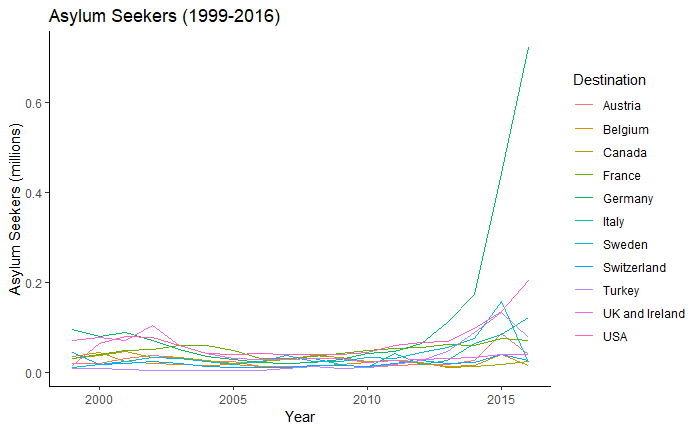 Asylum Seekers (1999-2016)
Asylum Seekers (millions)
0.6
0.4
0.2
0.0
2000
2005
2010
2015
Year
Destination
Austria
Belgium
Canada
France
Germany
Italy
Sweden
Switzerland
Turkey
UK and Ireland
USA